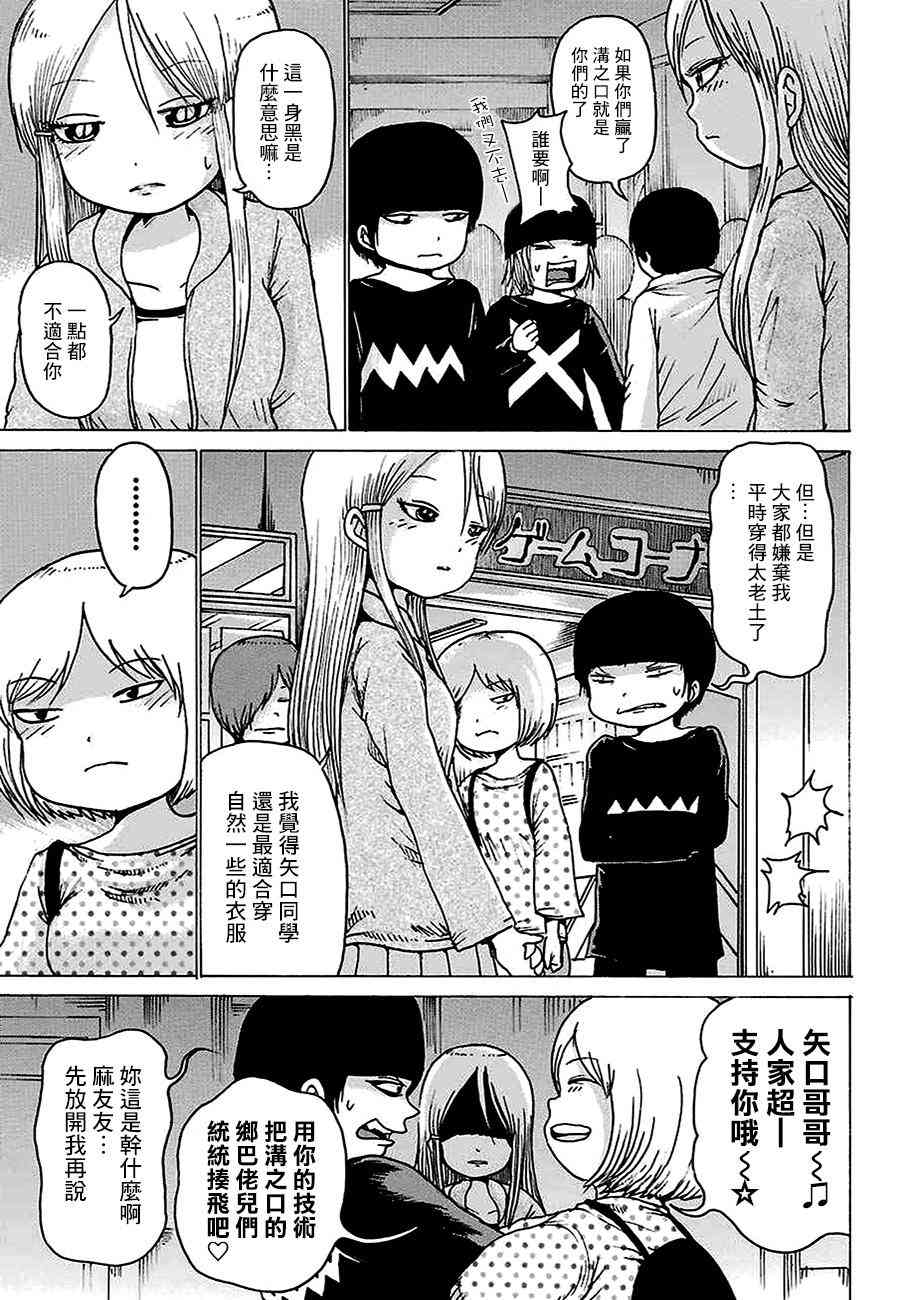 如果你們贏了
溝之口就是
你們的了
誰要啊—
我們又不去—
這一身黑是
什麼意思嘛…
一點都
不適合你
但…但是
大家都嫌棄我
平時穿得太老土了
…
ゲームコーナー
我覺得矢口同學
還是最適合穿
自然一些的衣服
………
矢口哥哥～♫
人家超—
支持你哦～☆
用你的技術
把溝之口的
鄉巴佬兒們
統統揍飛吧♡
妳這是幹什麼啊
麻友友…
先放開我再說